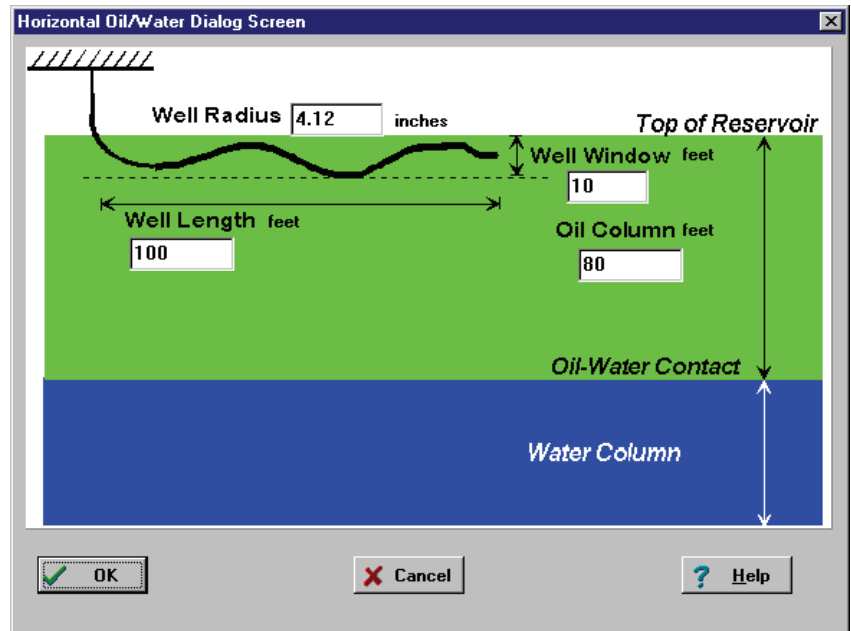 Horizontal Oil/Water Dialog Screen
Well Radius 4.12 inches
Top of Reservoir
Well Window feet
10
Well Length feet
100
Oil Column feet
80
Oil-Water Contact
Water Column
OK
Cancel
Help